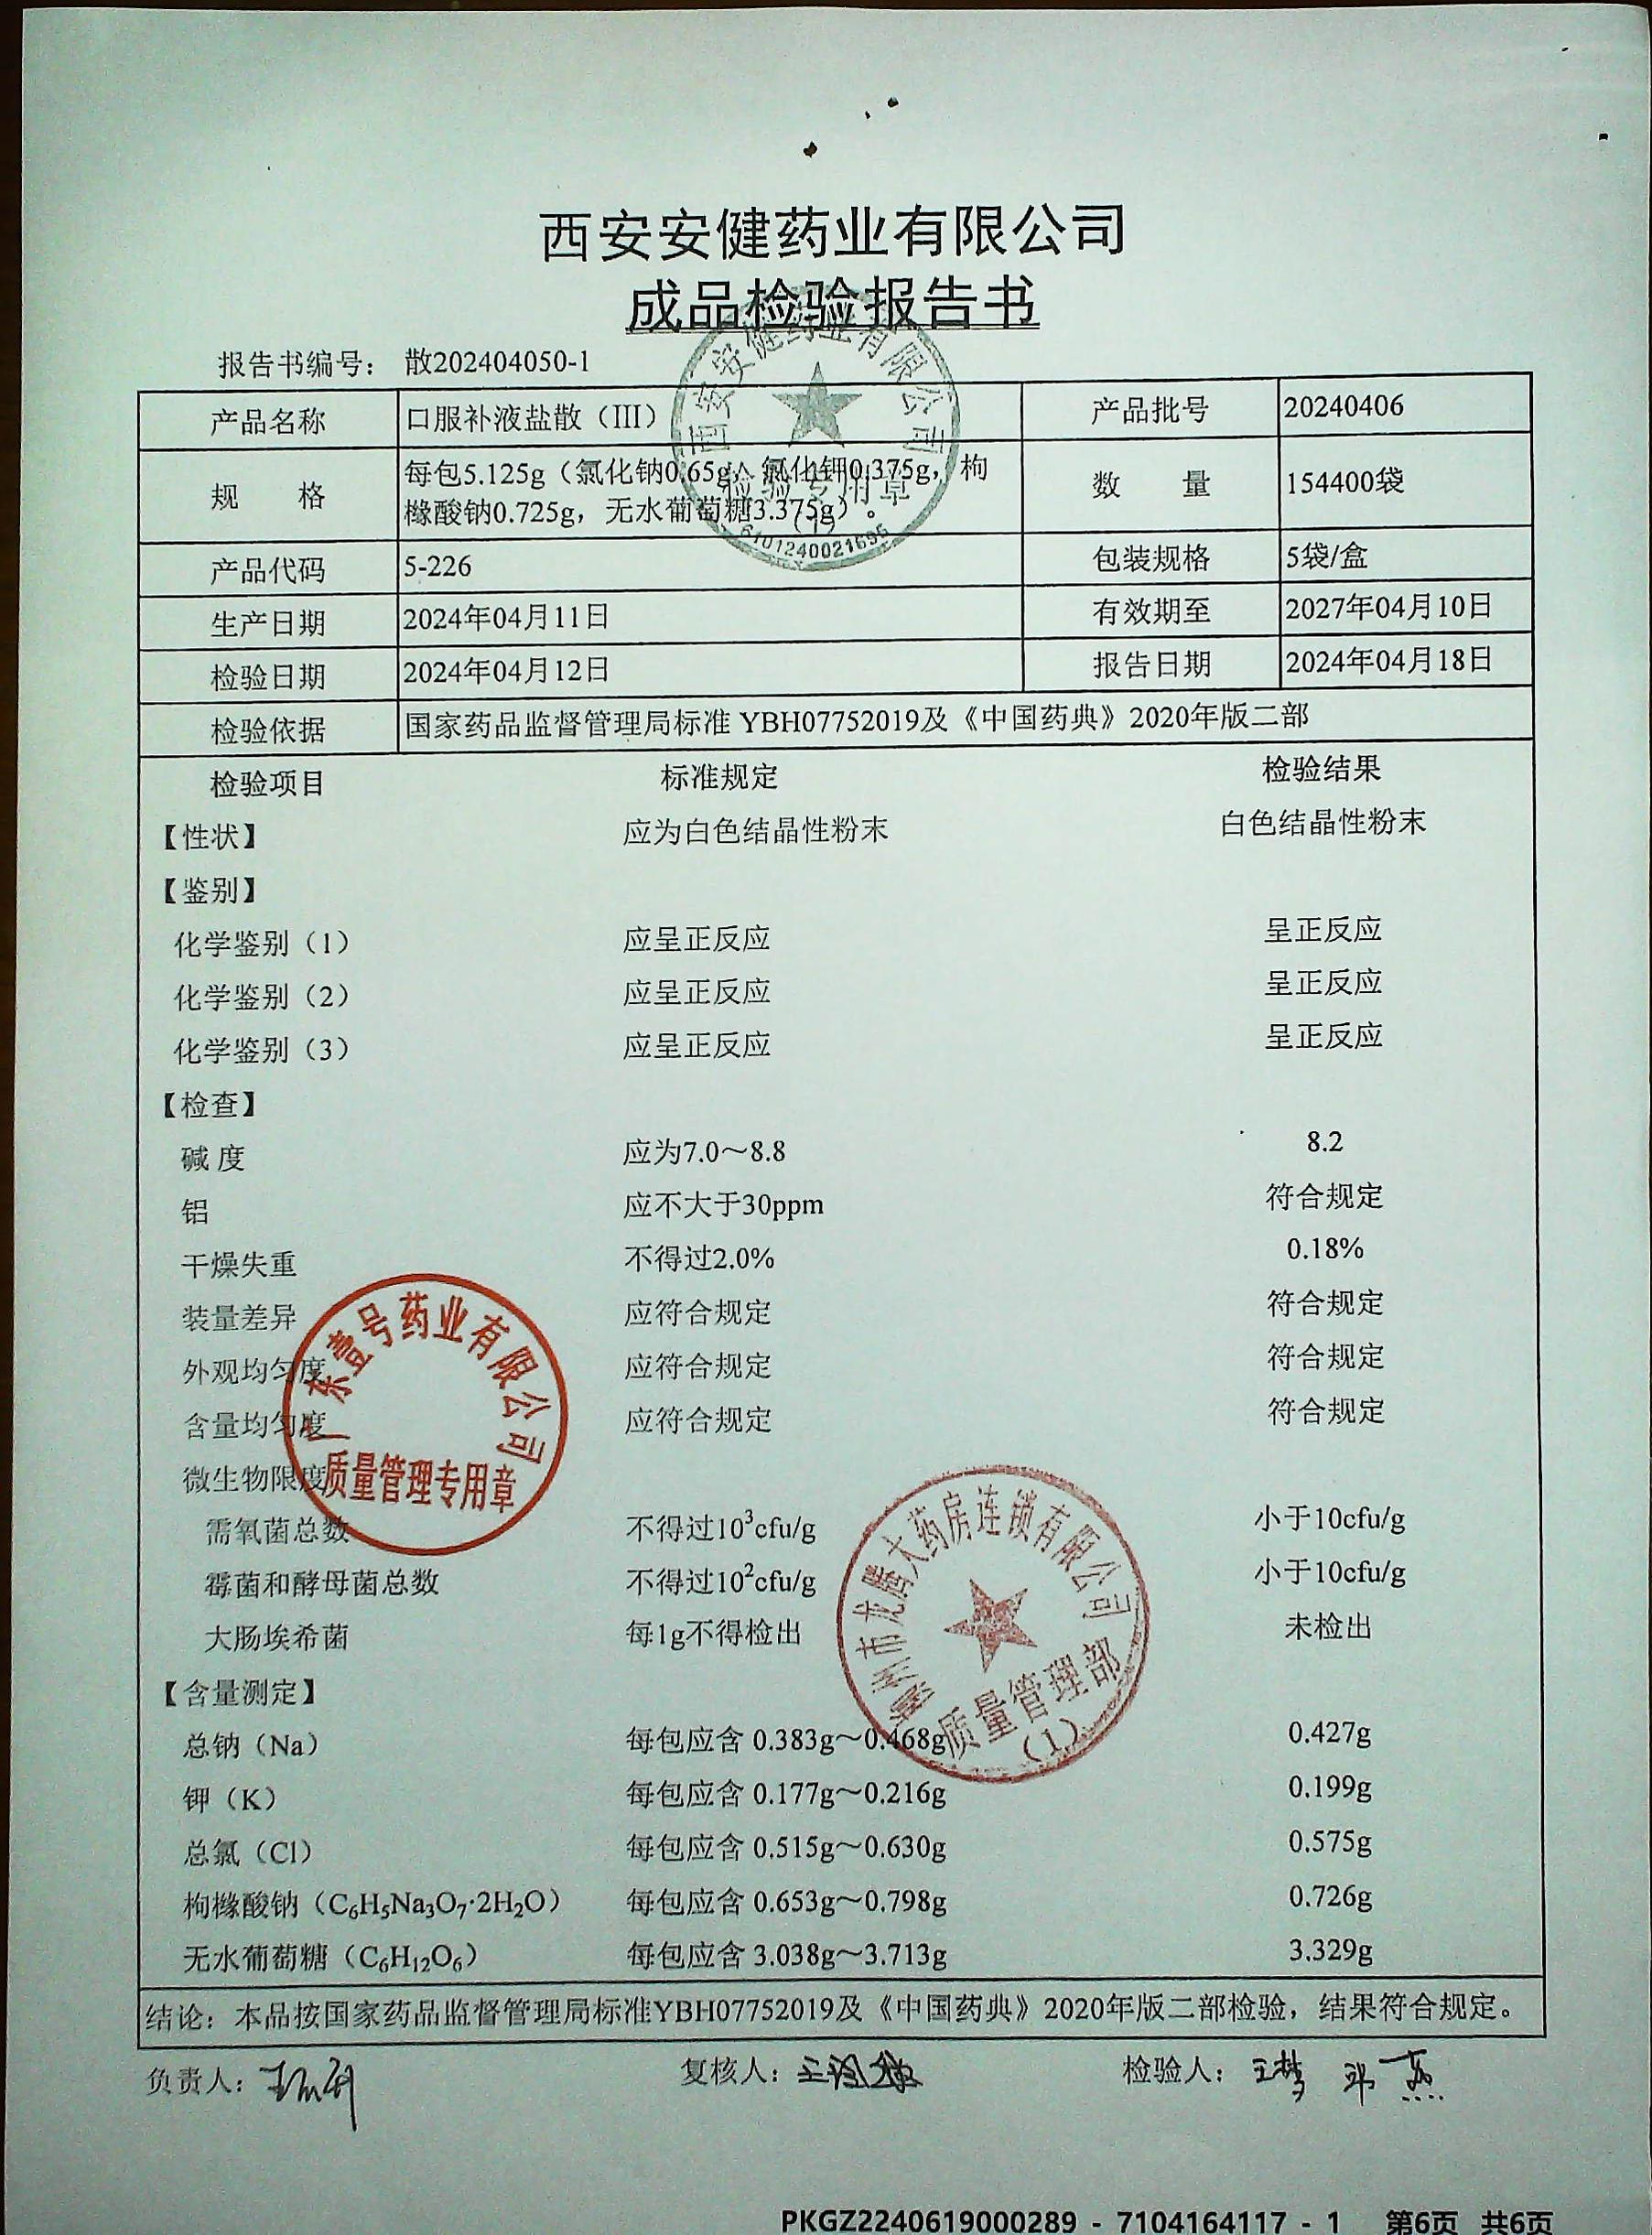 西安安健药业有限公司
成品检验报告书
报告书编号： 散202404050-1
产品名称 口服补液盐散（III） 产品批号 20240406
规 格 每包5.125g（氯化钠0.65g，氯化钾0.375g，枸
橼酸钠0.725g，无水葡萄糖3.375g）。 数 量 154400袋
产品代码 5-226 包装规格 5袋/盒
生产日期 2024年04月11日 有效期至 2027年04月10日
检验日期 2024年04月12日 报告日期 2024年04月18日
检验依据 国家药品监督管理局标准 YBH07752019及《中国药典》2020年版二部
西安安健药业有限公司
检验专用章
(1)
6101240021695
检验项目 标准规定 检验结果
【性状】 应为白色结晶性粉末 白色结晶性粉末
【鉴别】
化学鉴别（1） 应呈正反应 呈正反应
化学鉴别（2） 应呈正反应 呈正反应
化学鉴别（3） 应呈正反应 呈正反应
【检查】
碱 度 应为7.0～8.8 8.2
铝 应不大于30ppm 符合规定
干燥失重 不得过2.0% 0.18%
装量差异 应符合规定 符合规定
外观均匀度 应符合规定 符合规定
含量均匀度 应符合规定 符合规定
微生物限度
需氧菌总数 不得过10³cfu/g 小于10cfu/g
霉菌和酵母菌总数 不得过10²cfu/g 小于10cfu/g
大肠埃希菌 每1g不得检出 未检出
广东壹号药业有限公司
质量管理专用章
市龙腾大药房连锁有限公司
质量管理部
(1)
【含量测定】
总钠（Na） 每包应含 0.383g～0.468g 0.427g
钾（K） 每包应含 0.177g～0.216g 0.199g
总氯（Cl） 每包应含 0.515g～0.630g 0.575g
枸橼酸钠（C₆H₅Na₃O₇·2H₂O） 每包应含 0.653g～0.798g 0.726g
无水葡萄糖（C₆H₁₂O₆） 每包应含 3.038g～3.713g 3.329g
结论：本品按国家药品监督管理局标准YBH07752019及《中国药典》2020年版二部检验，结果符合规定。
负责人： 复核人： 检验人：
PKGZ2240619000289 - 7104164117 - 1 第6页 共6页